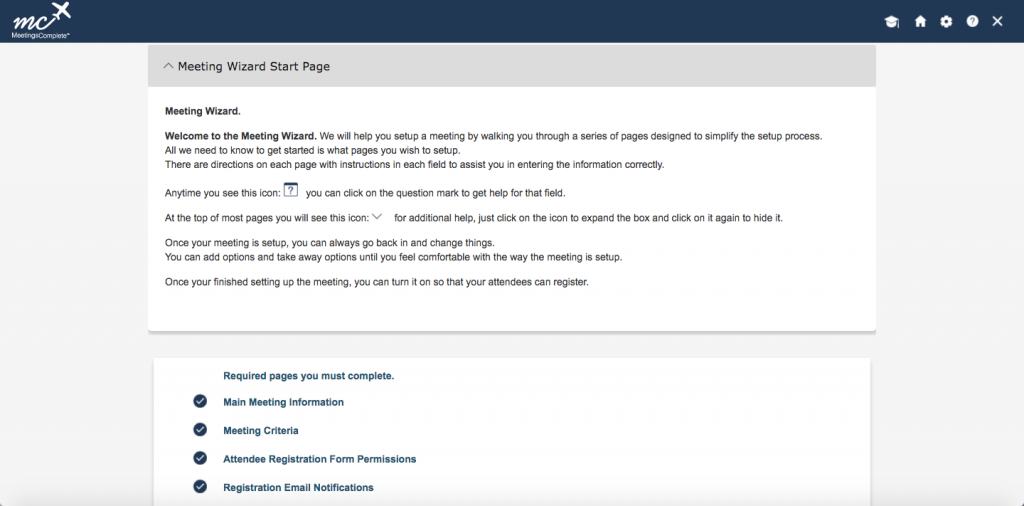 mc
MeetingsComplete
Meeting Wizard Start Page
Meeting Wizard.
Welcome to the Meeting Wizard. We will help you setup a meeting by walking you through a series of pages designed to simplify the setup process.
All we need to know to get started is what pages you wish to setup.
There are directions on each page with instructions in each field to assist you in entering the information correctly.
Anytime you see this icon: ? you can click on the question mark to get help for that field.
At the top of most pages you will see this icon: for additional help, just click on the icon to expand the box and click on it again to hide it.
Once your meeting is setup, you can always go back in and change things.
You can add options and take away options until you feel comfortable with the way the meeting is setup.
Once your finished setting up the meeting, you can turn it on so that your attendees can register.
Required pages you must complete.
Main Meeting Information
Meeting Criteria
Attendee Registration Form Permissions
Registration Email Notifications